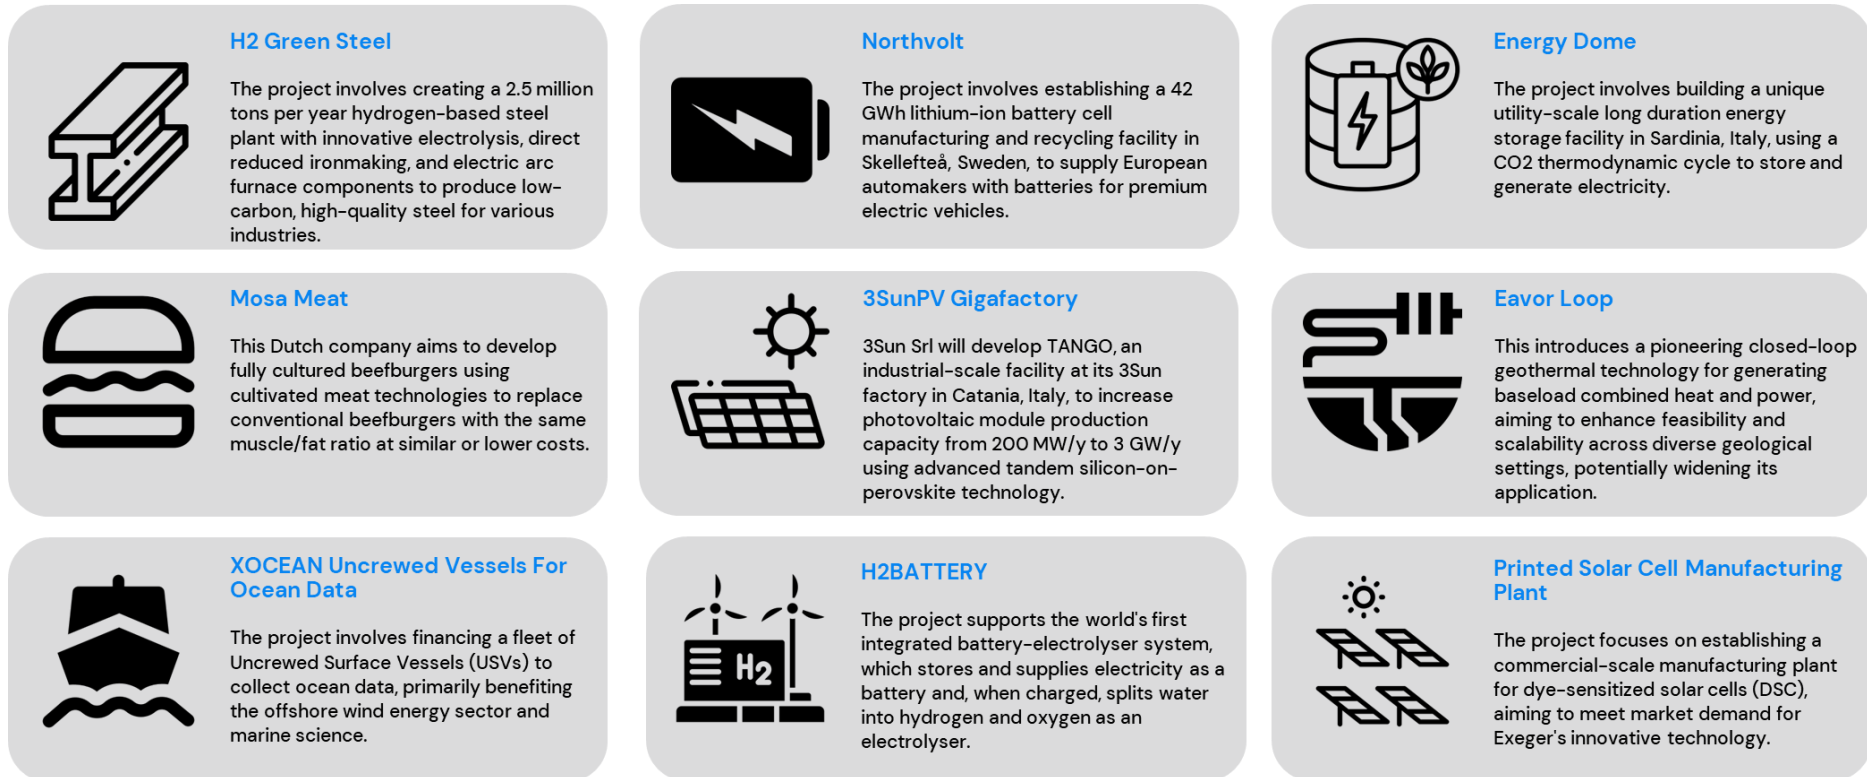 H2 Green Steel
The project involves creating a 2.5 million
tons per year hydrogen-based steel
plant with innovative electrolysis, direct
reduced ironmaking, and electric arc
furnace components to produce low-
carbon, high-quality steel for various
industries.
Northvolt
The project involves establishing a 42
GWh lithium-ion battery cell
manufacturing and recycling facility in
Skellefteå, Sweden, to supply European
automakers with batteries for premium
electric vehicles.
Energy Dome
The project involves building a unique
utility-scale long duration energy
storage facility in Sardinia, Italy, using a
CO2 thermodynamic cycle to store and
generate electricity.
Mosa Meat
This Dutch company aims to develop
fully cultured beefburgers using
cultivated meat technologies to replace
conventional beefburgers with the same
muscle/fat ratio at similar or lower costs.
3SunPV Gigafactory
3Sun Srl will develop TANGO, an
industrial-scale facility at its 3Sun
factory in Catania, Italy, to increase
photovoltaic module production
capacity from 200 MW/y to 3 GW/y
using advanced tandem silicon-on-
perovskite technology.
Eavor Loop
This introduces a pioneering closed-loop
geothermal technology for generating
baseload combined heat and power,
aiming to enhance feasibility and
scalability across diverse geological
settings, potentially widening its
application.
XOCEAN Uncrewed Vessels For
Ocean Data
The project involves financing a fleet of
Uncrewed Surface Vessels (USVs) to
collect ocean data, primarily benefiting
the offshore wind energy sector and
marine science.
H2
H2BATTERY
The project supports the world's first
integrated battery-electrolyser system,
which stores and supplies electricity as a
battery and, when charged, splits water
into hydrogen and oxygen as an
electrolyser.
Printed Solar Cell Manufacturing
Plant
The project focuses on establishing a
commercial-scale manufacturing plant
for dye-sensitized solar cells (DSC),
aiming to meet market demand for
Exeger's innovative technology.